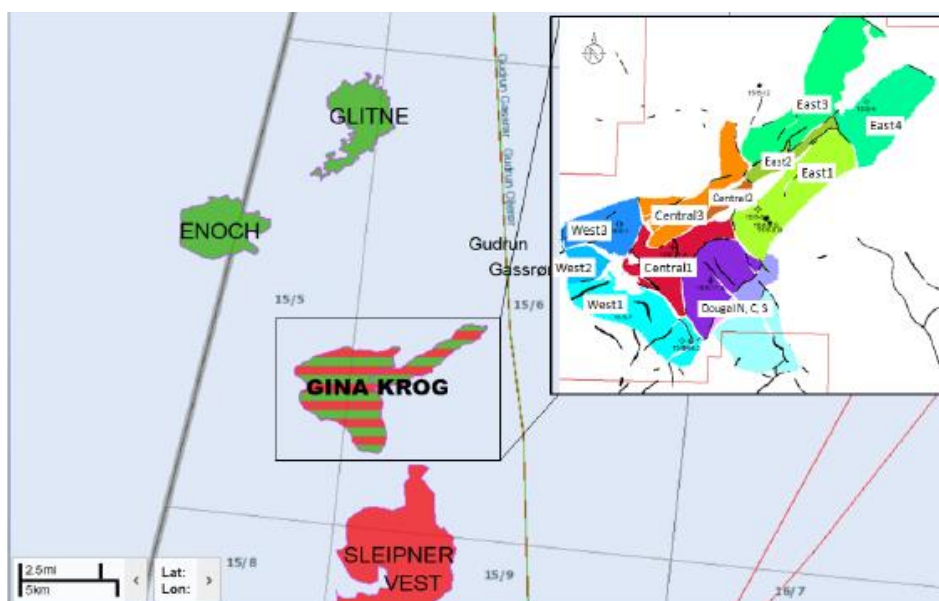 GLITNE
ENOCH
Gudrun Gassrør
Gudrun Oljerør
Gudrun
Gassrør
15/5
15/6
GINA KROG
SLEIPNER
VEST
15/8
15/9
16/7
2.5mi
5km
Lat:
Lon:
East3
East4
East2
East1
Central2
Central3
West3
West2
Central1
West1
Dougal N, C, S